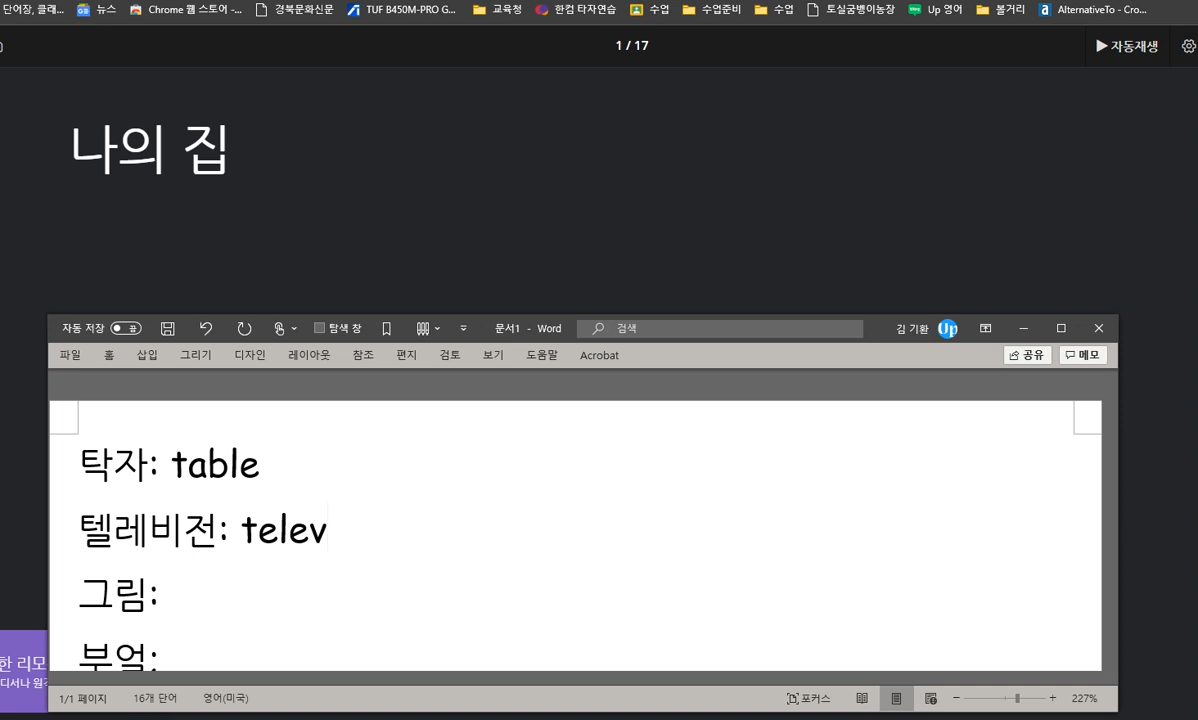 단어장, 클래... 뉴스 Chrome 웹 스토어 -... 경북문화신문 TUF B450M-PRO G... 교육청 한컴 타자연습 수업 수업준비 수업 토실굼벵이농장 Up 영어 볼거리 AlternativeTo - Cro...
1 / 17 자동재생
나의 집
자동 저장 끔 탐색 창 문서1 - Word 검색 김 기환 Up
파일 홈 삽입 그리기 디자인 레이아웃 참조 편지 검토 보기 도움말 Acrobat 공유 메모
탁자: table
텔레비전: telev
그림:
부엌:
한 리모
디서나 원격
1/1 페이지 16개 단어 영어(미국) 포커스 227%